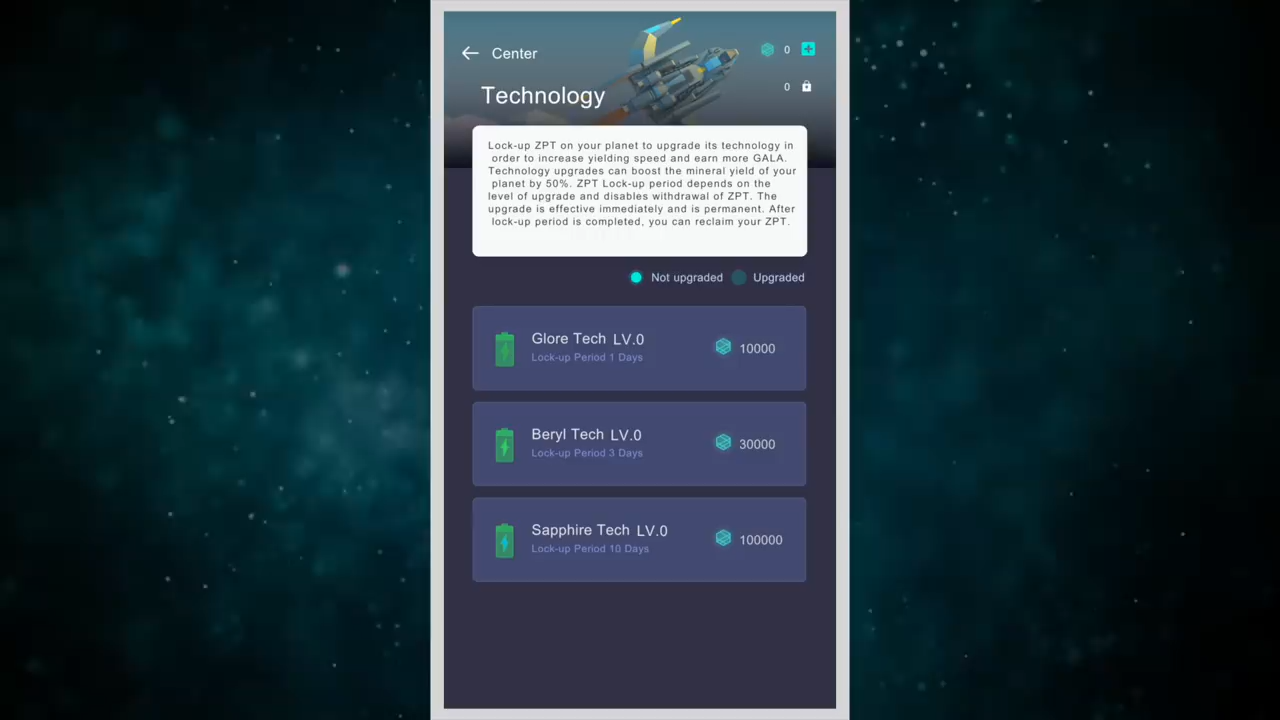 Center
0
0
Technology
Lock-up ZPT on your planet to upgrade its technology in
order to increase yielding speed and earn more GALA.
Technology upgrades can boost the mineral yield of your
planet by 50%. ZPT Lock-up period depends on the
level of upgrade and disables withdrawal of ZPT. The
upgrade is effective immediately and is permanent. After
lock-up period is completed, you can reclaim your ZPT.
Not upgraded Upgraded
Glore Tech LV.0
Lock-up Period 1 Days
10000
Beryl Tech LV.0
Lock-up Period 3 Days
30000
Sapphire Tech LV.0
Lock-up Period 10 Days
100000